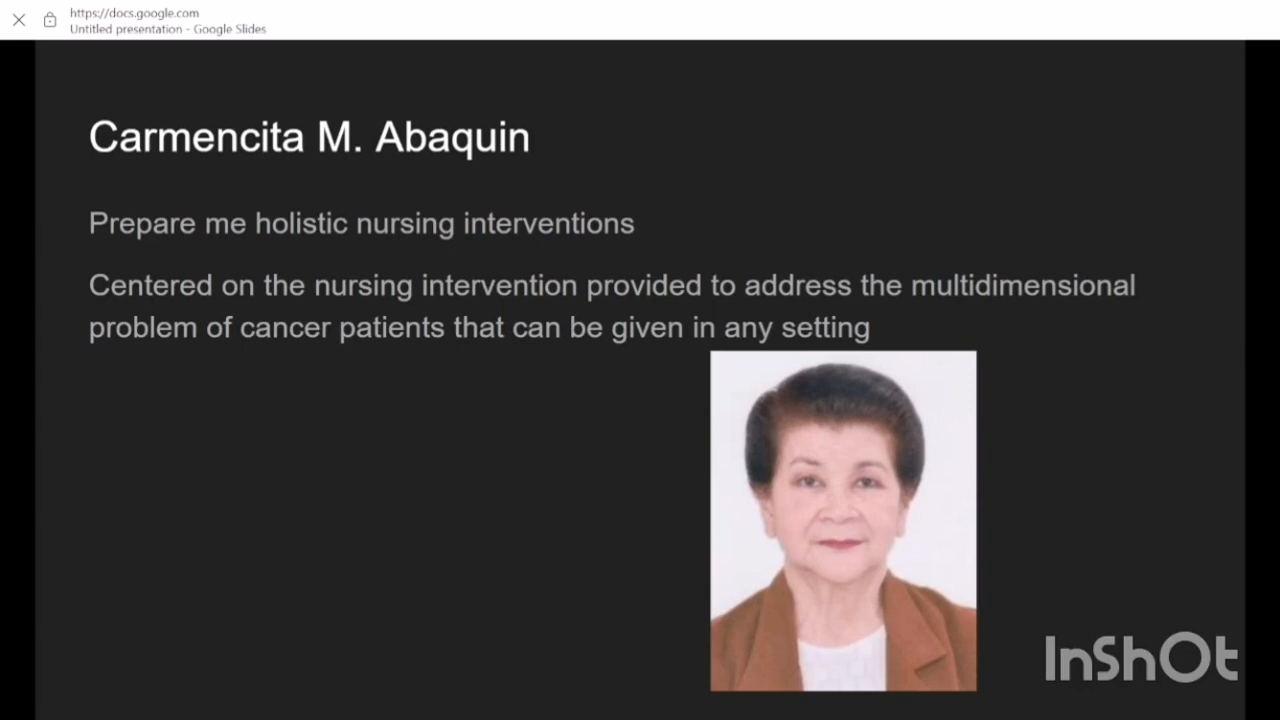 https://docs.google.com
Untitled presentation - Google Slides
Carmencita M. Abaquin
Prepare me holistic nursing interventions
Centered on the nursing intervention provided to address the multidimensional
problem of cancer patients that can be given in any setting
InShOt